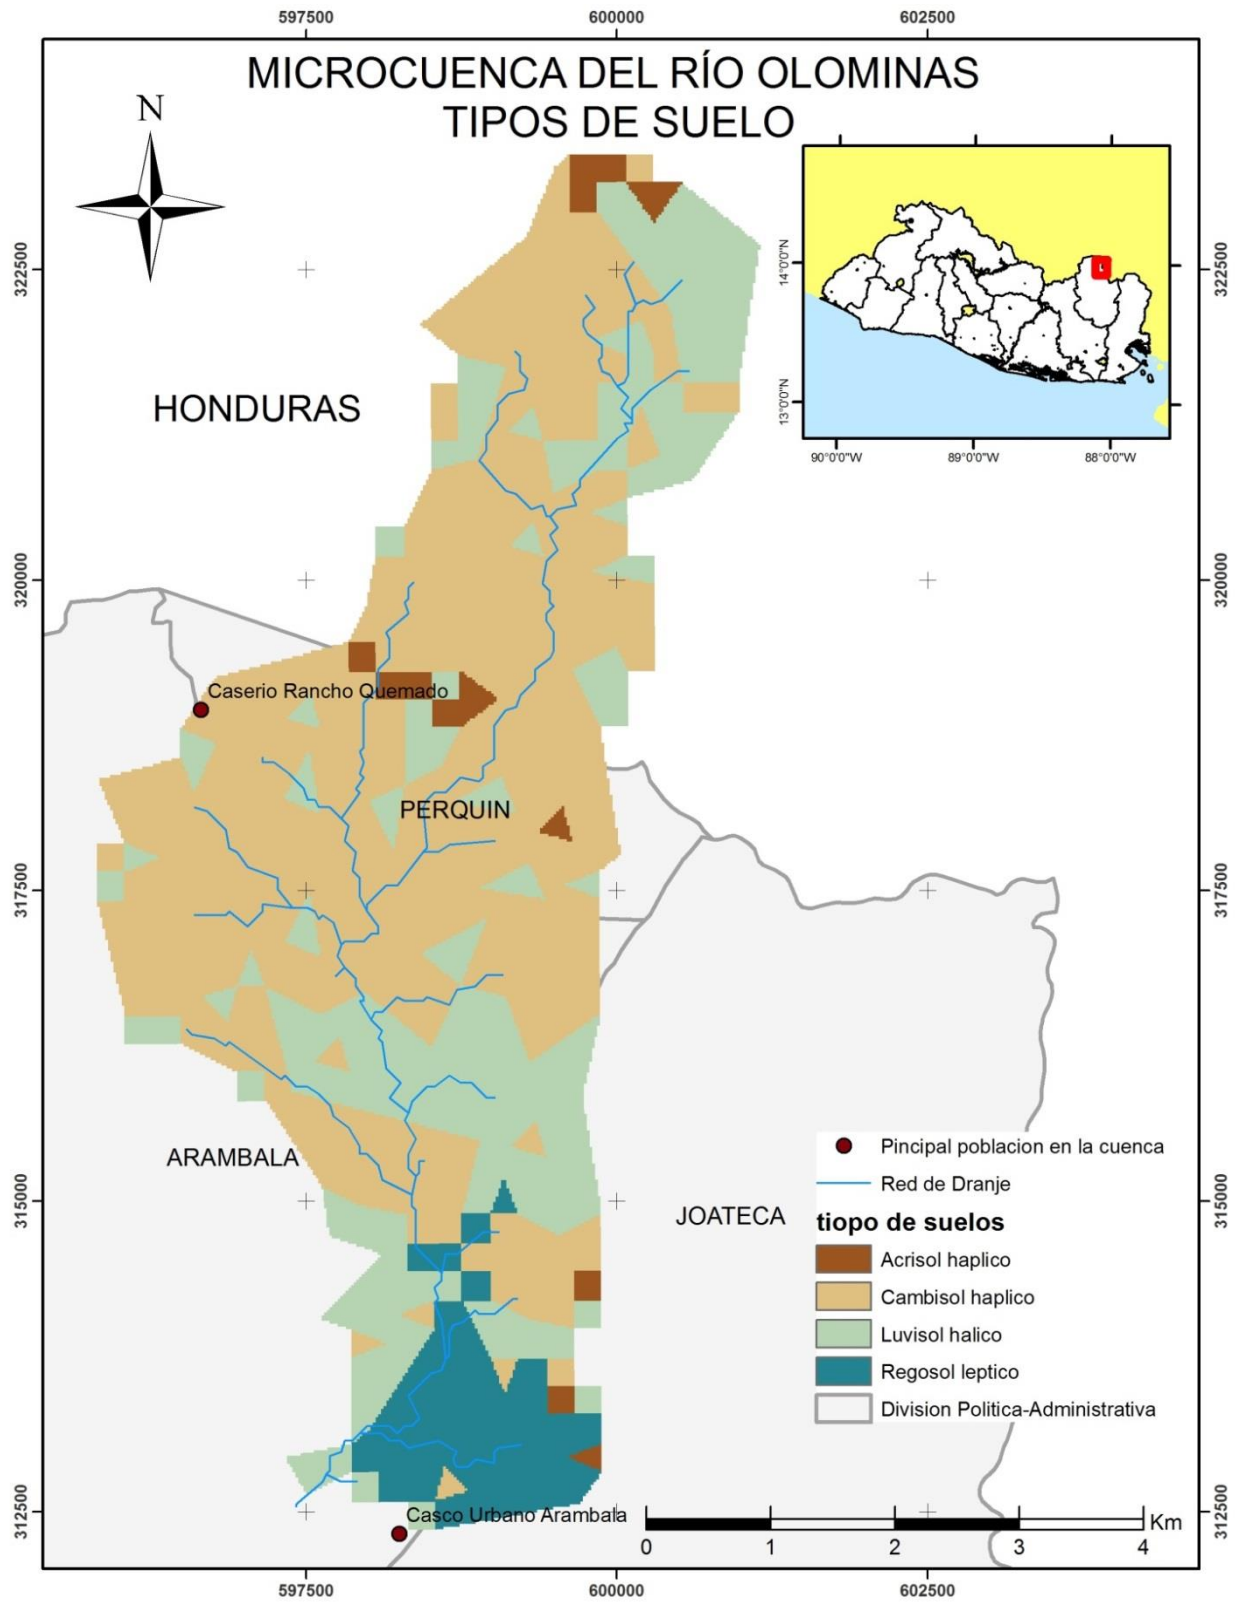 597500 600000 602500
MICROCUENCA DEL RÍO OLOMINAS
TIPOS DE SUELO
N
14°0'0"N
13°0'0"N
90°0'0"W 89°0'0"W 88°0'0"W
322500 322500
HONDURAS
320000 320000
Caserio Rancho Quemado
PERQUIN
317500 317500
ARAMBALA
315000 315000
JOATECA
Pincipal poblacion en la cuenca
Red de Dranje
tiopo de suelos
Acrisol haplico
Cambisol haplico
Luvisol halico
Regosol leptico
Division Politica-Administrativa
312500 312500
Casco Urbano Arambala
Km
0 1 2 3 4
597500 600000 602500